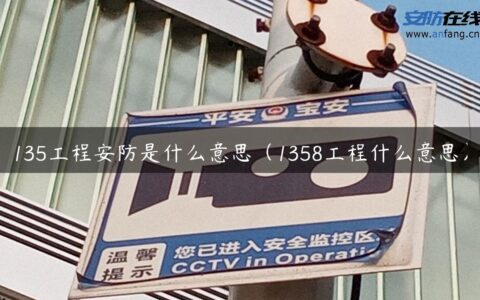 安防在线
www.anfang.cn
平安 宝安
135工程安防是什么意思（1358工程什么意思）
温馨
提示
您已进入安全监控区
CCTV in Operati